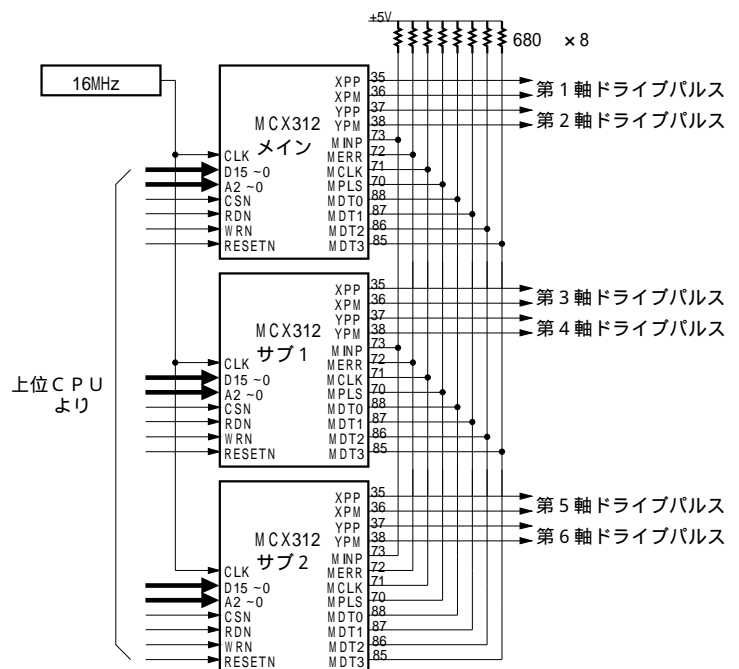 +5V
680 ×8
16MHz
MCX312
メイン
CLK
D15 ~0
A2 ~0
CSN
RDN
WRN
RESETN
XPP 35
XPM 36
YPP 37
YPM 38
MINP 73
MERR 72
MCLK 71
MPLS 70
MDT0 88
MDT1 87
MDT2 86
MDT3 85
第1軸ドライブパルス
第2軸ドライブパルス
上位CPU
より
MCX312
サブ1
CLK
D15 ~0
A2 ~0
CSN
RDN
WRN
RESETN
XPP 35
XPM 36
YPP 37
YPM 38
MINP 73
MERR 72
MCLK 71
MPLS 70
MDT0 88
MDT1 87
MDT2 86
MDT3 85
第3軸ドライブパルス
第4軸ドライブパルス
MCX312
サブ2
CLK
D15 ~0
A2 ~0
CSN
RDN
WRN
RESETN
XPP 35
XPM 36
YPP 37
YPM 38
MINP 73
MERR 72
MCLK 71
MPLS 70
MDT0 88
MDT1 87
MDT2 86
MDT3 85
第5軸ドライブパルス
第6軸ドライブパルス